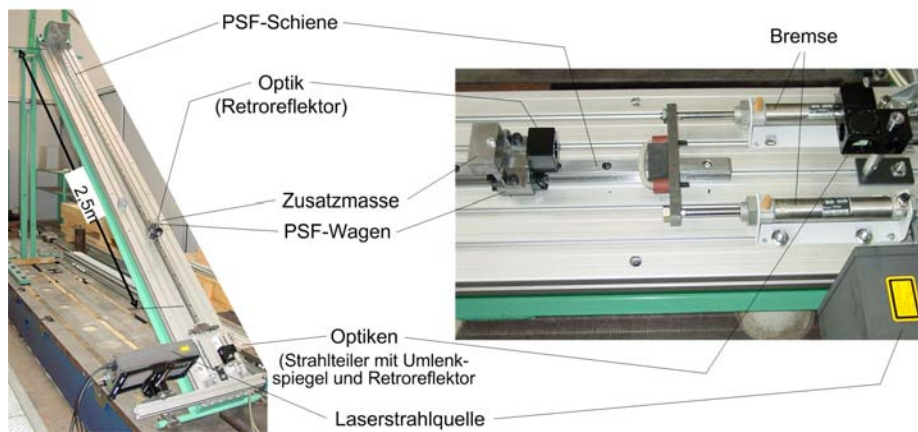 PSF-Schiene
Bremse
Optik
(Retroreflektor)
2,5m
Zusatzmasse
PSF-Wagen
Optiken
(Strahlteiler mit Umlenk-
spiegel und Retroreflektor
Laserstrahlquelle